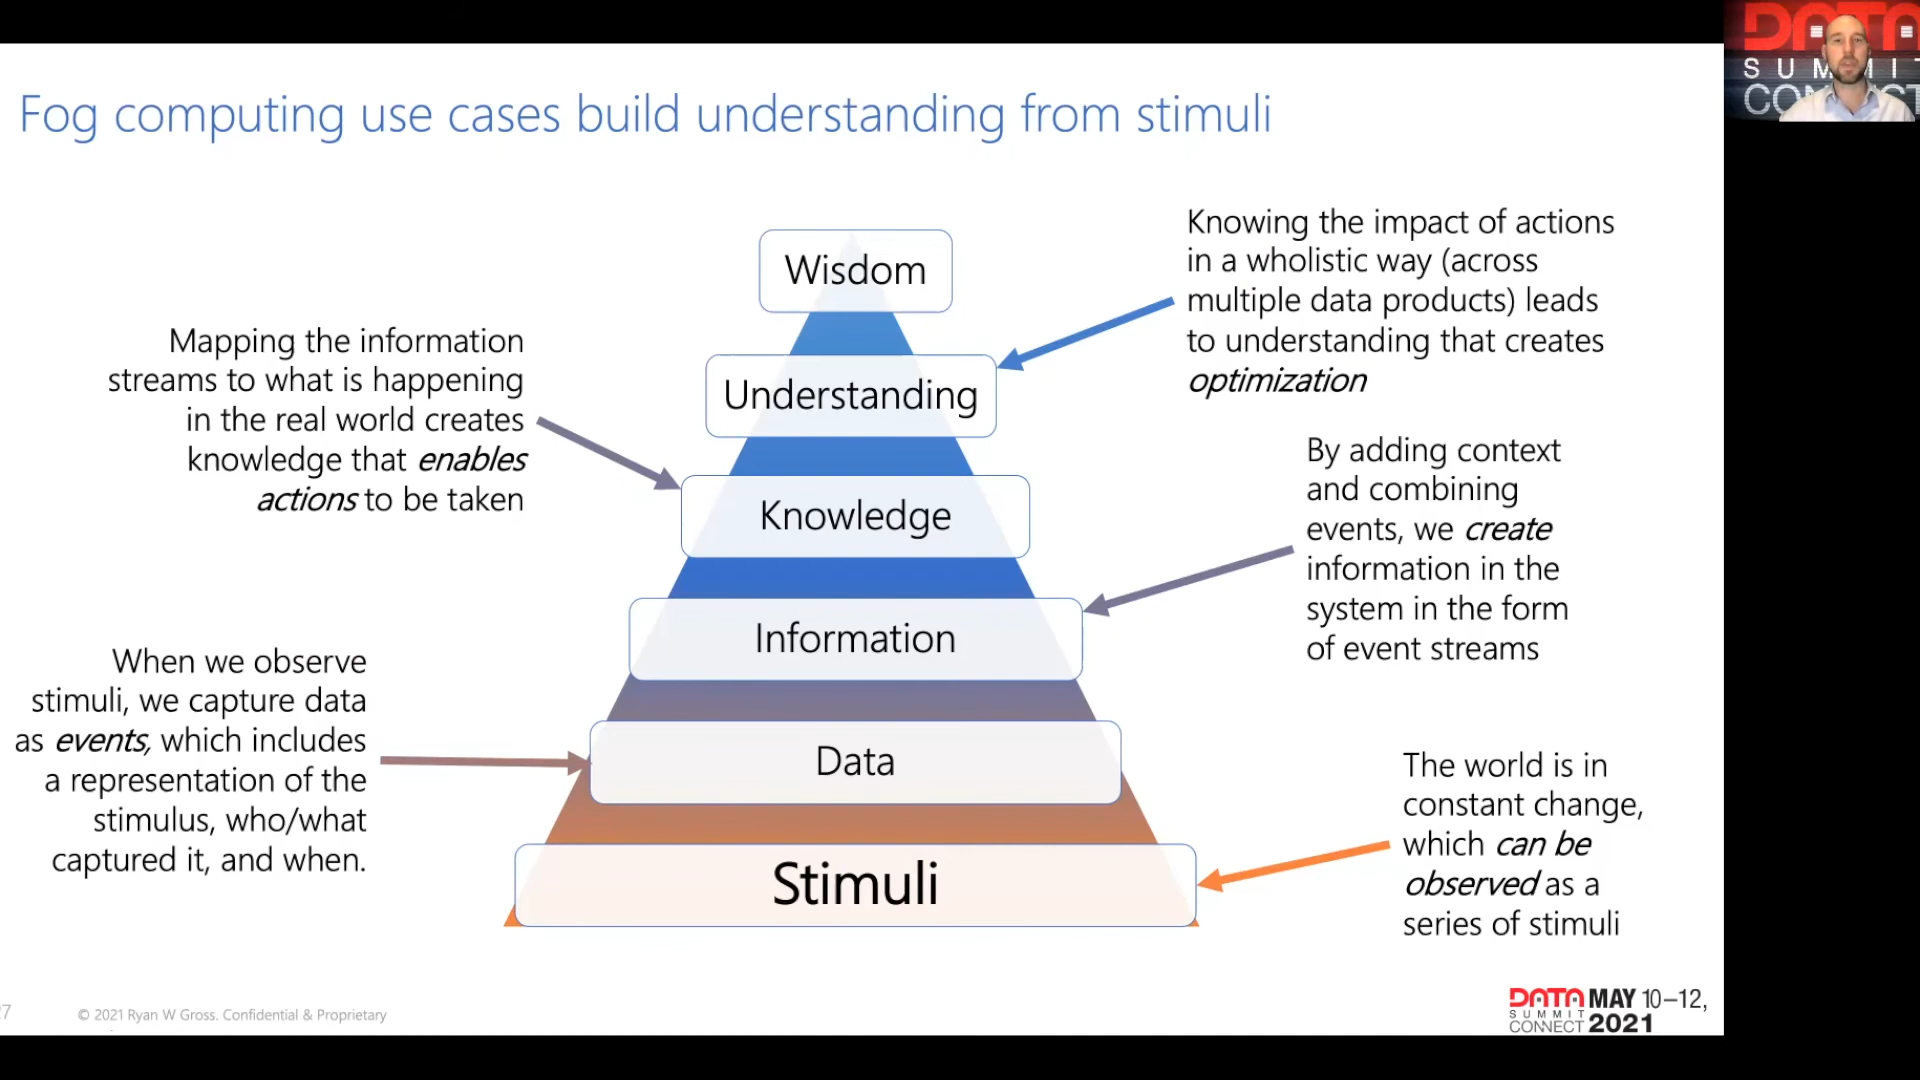 Fog computing use cases build understanding from stimuli
Wisdom
Understanding
Knowledge
Information
Data
Stimuli
Knowing the impact of actions
in a wholistic way (across
multiple data products) leads
to understanding that creates
optimization
Mapping the information
streams to what is happening
in the real world creates
knowledge that enables
actions to be taken
By adding context
and combining
events, we create
information in the
system in the form
of event streams
When we observe
stimuli, we capture data
as events, which includes
a representation of the
stimulus, who/what
captured it, and when.
The world is in
constant change,
which can be
observed as a
series of stimuli
7
© 2021 Ryan W Gross. Confidential & Proprietary
DATA MAY 10–12,
SUMMIT
CONNECT 2021
DATA
SUMMIT